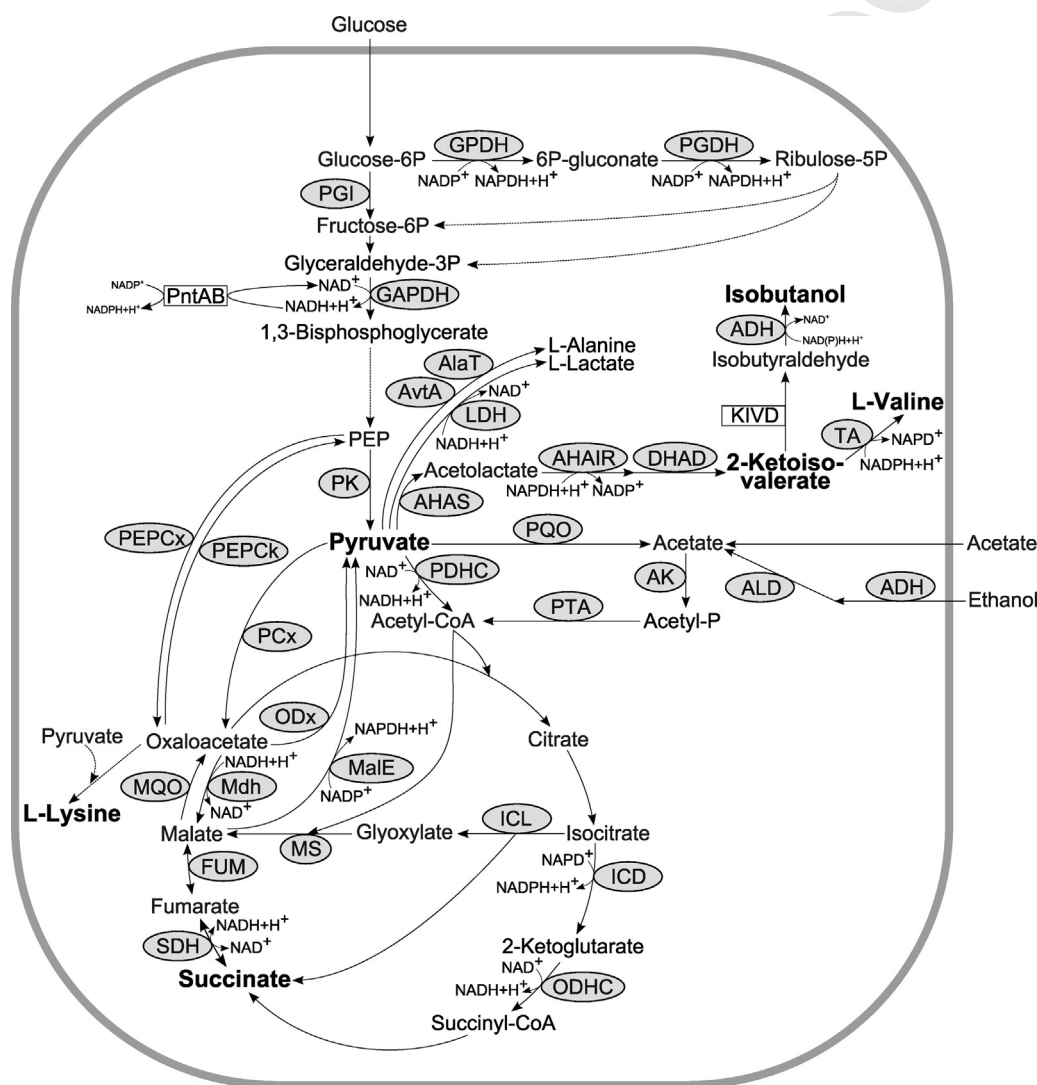 Glucose
GPDH
PGDH
Glucose-6P
6P-gluconate
Ribulose-5P
NADP+
NAPDH+H+
NADP+
NAPDH+H+
PGI
Fructose-6P
Glyceraldehyde-3P
NADP+
PntAB
NADPH+H+
NAD+
NADH+H+
GAPDH
1,3-Bisphosphoglycerate
Isobutanol
ADH
NAD+
NAD(P)H+H+
Isobutyraldehyde
AlaT
L-Alanine
L-Lactate
AvtA
NAD+
LDH
NADH+H+
KIVD
L-Valine
TA
NAPD+
NADPH+H+
PEP
PK
Acetolactate
AHAIR
DHAD
2-Ketoiso-
valerate
NAPDH+H+
NADP+
AHAS
PEPCx
PEPCk
Pyruvate
PQO
Acetate
Acetate
NAD+
PDHC
NADH+H+
AK
ALD
ADH
Ethanol
Acetyl-CoA
PTA
Acetyl-P
PCx
ODx
NAPDH+H+
MalE
NADP+
Citrate
Pyruvate
Oxaloacetate
NADH+H+
MQO
Mdh
NAD+
L-Lysine
Malate
MS
Glyoxylate
ICL
Isocitrate
FUM
NAPD+
NADPH+H+
ICD
Fumarate
NADH+H+
SDH
NAD+
Succinate
2-Ketoglutarate
NAD+
NADH+H+
ODHC
Succinyl-CoA